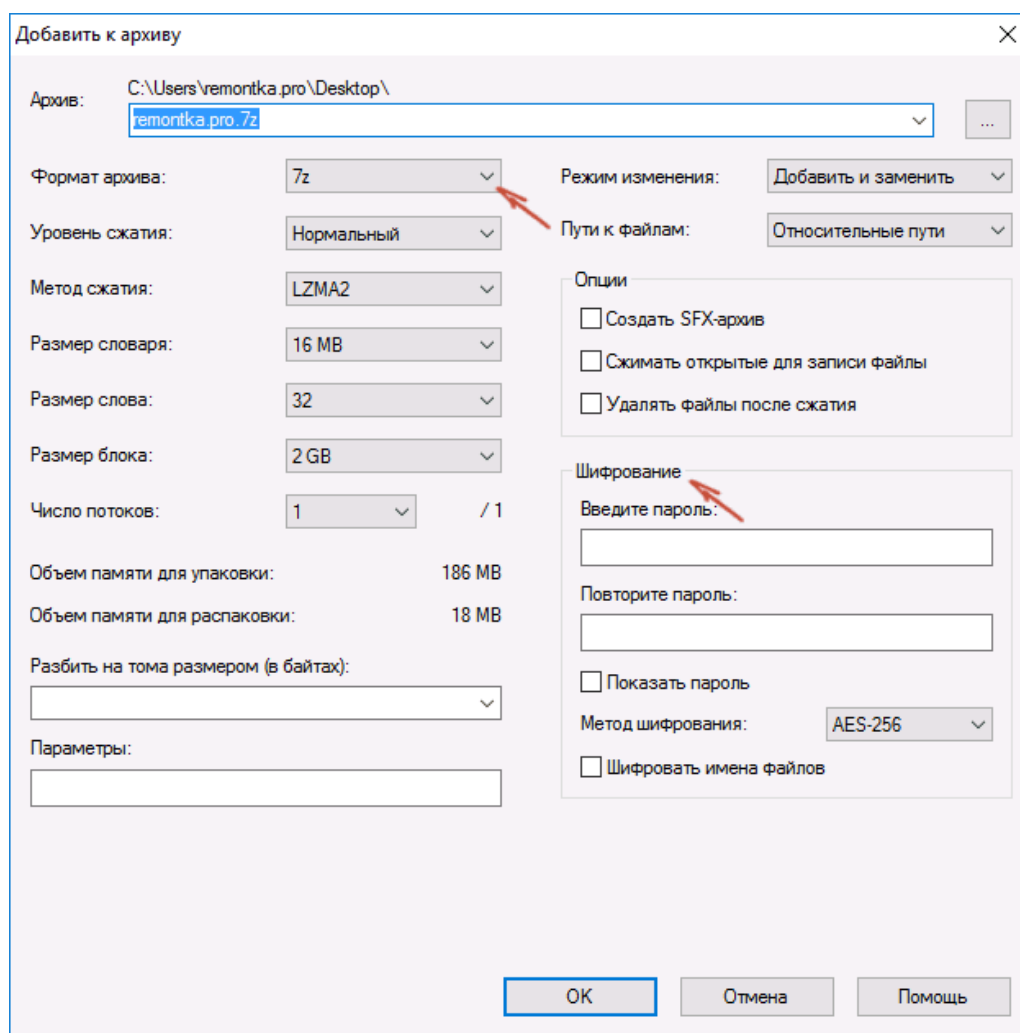 Добавить к архиву
C:\Users\remontka.pro\Desktop\
Архив:
remontka.pro.7z
...
Формат архива: 7z
Уровень сжатия: Нормальный
Метод сжатия: LZMA2
Размер словаря: 16 MB
Размер слова: 32
Размер блока: 2 GB
Число потоков: 1 / 1
Объем памяти для упаковки: 186 MB
Объем памяти для распаковки: 18 MB
Разбить на тома размером (в байтах):
Параметры:
Режим изменения: Добавить и заменить
Пути к файлам: Относительные пути
Опции
Создать SFX-архив
Сжимать открытые для записи файлы
Удалять файлы после сжатия
Шифрование
Введите пароль:
Повторите пароль:
Показать пароль
Метод шифрования: AES-256
Шифровать имена файлов
OK Отмена Помощь